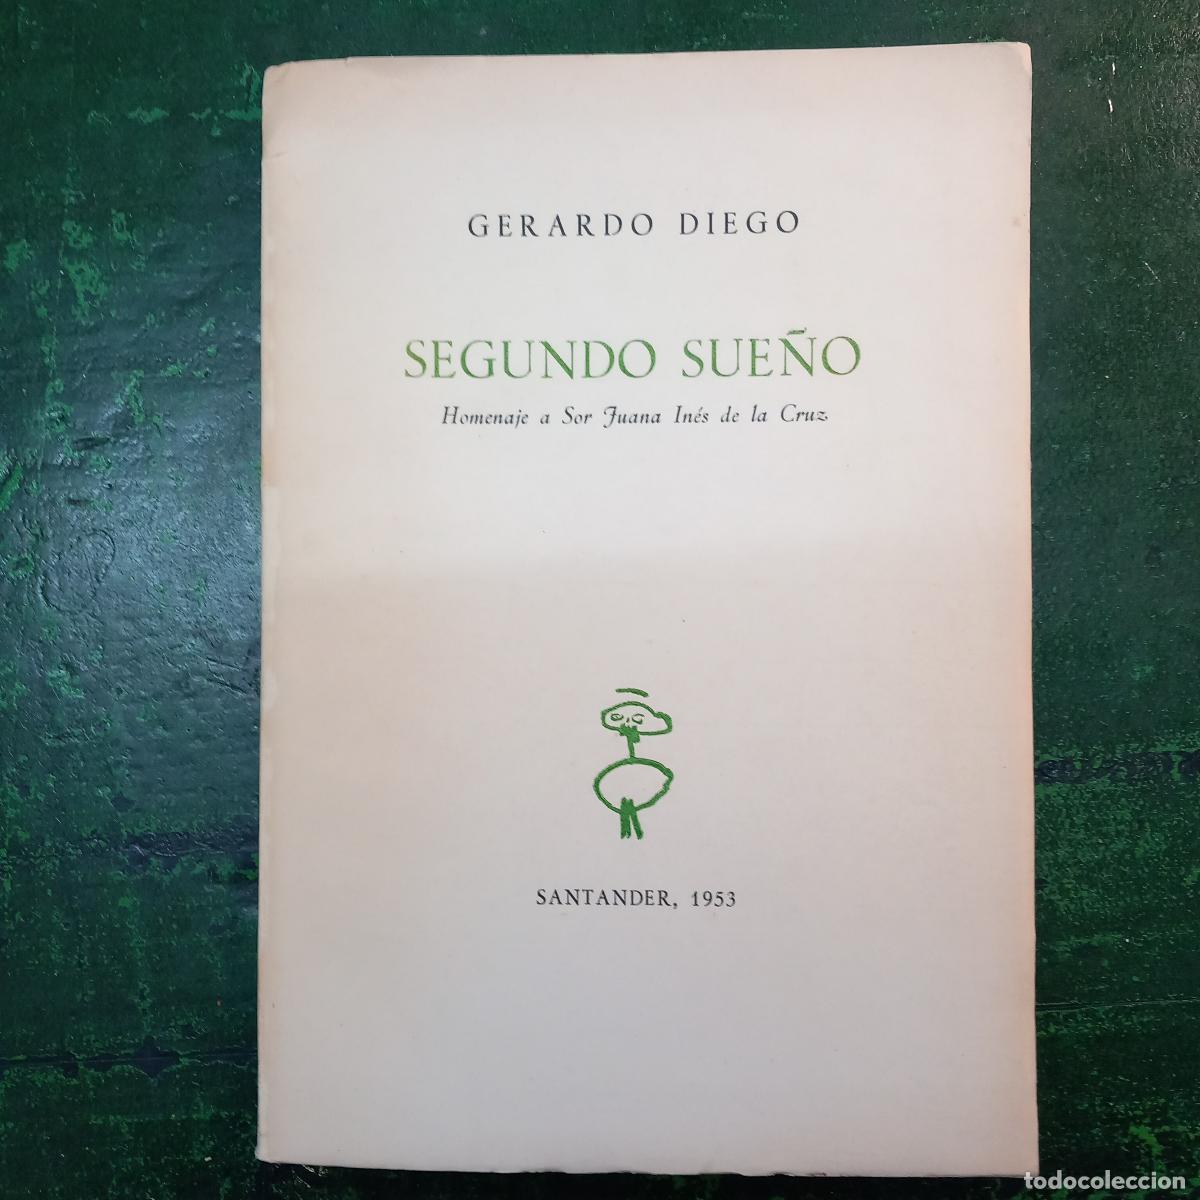 GERARDO DIEGO
SEGUNDO SUEÑO
Homenaje a Sor Juana Inés de la Cruz
SANTANDER, 1953
todocoleccion